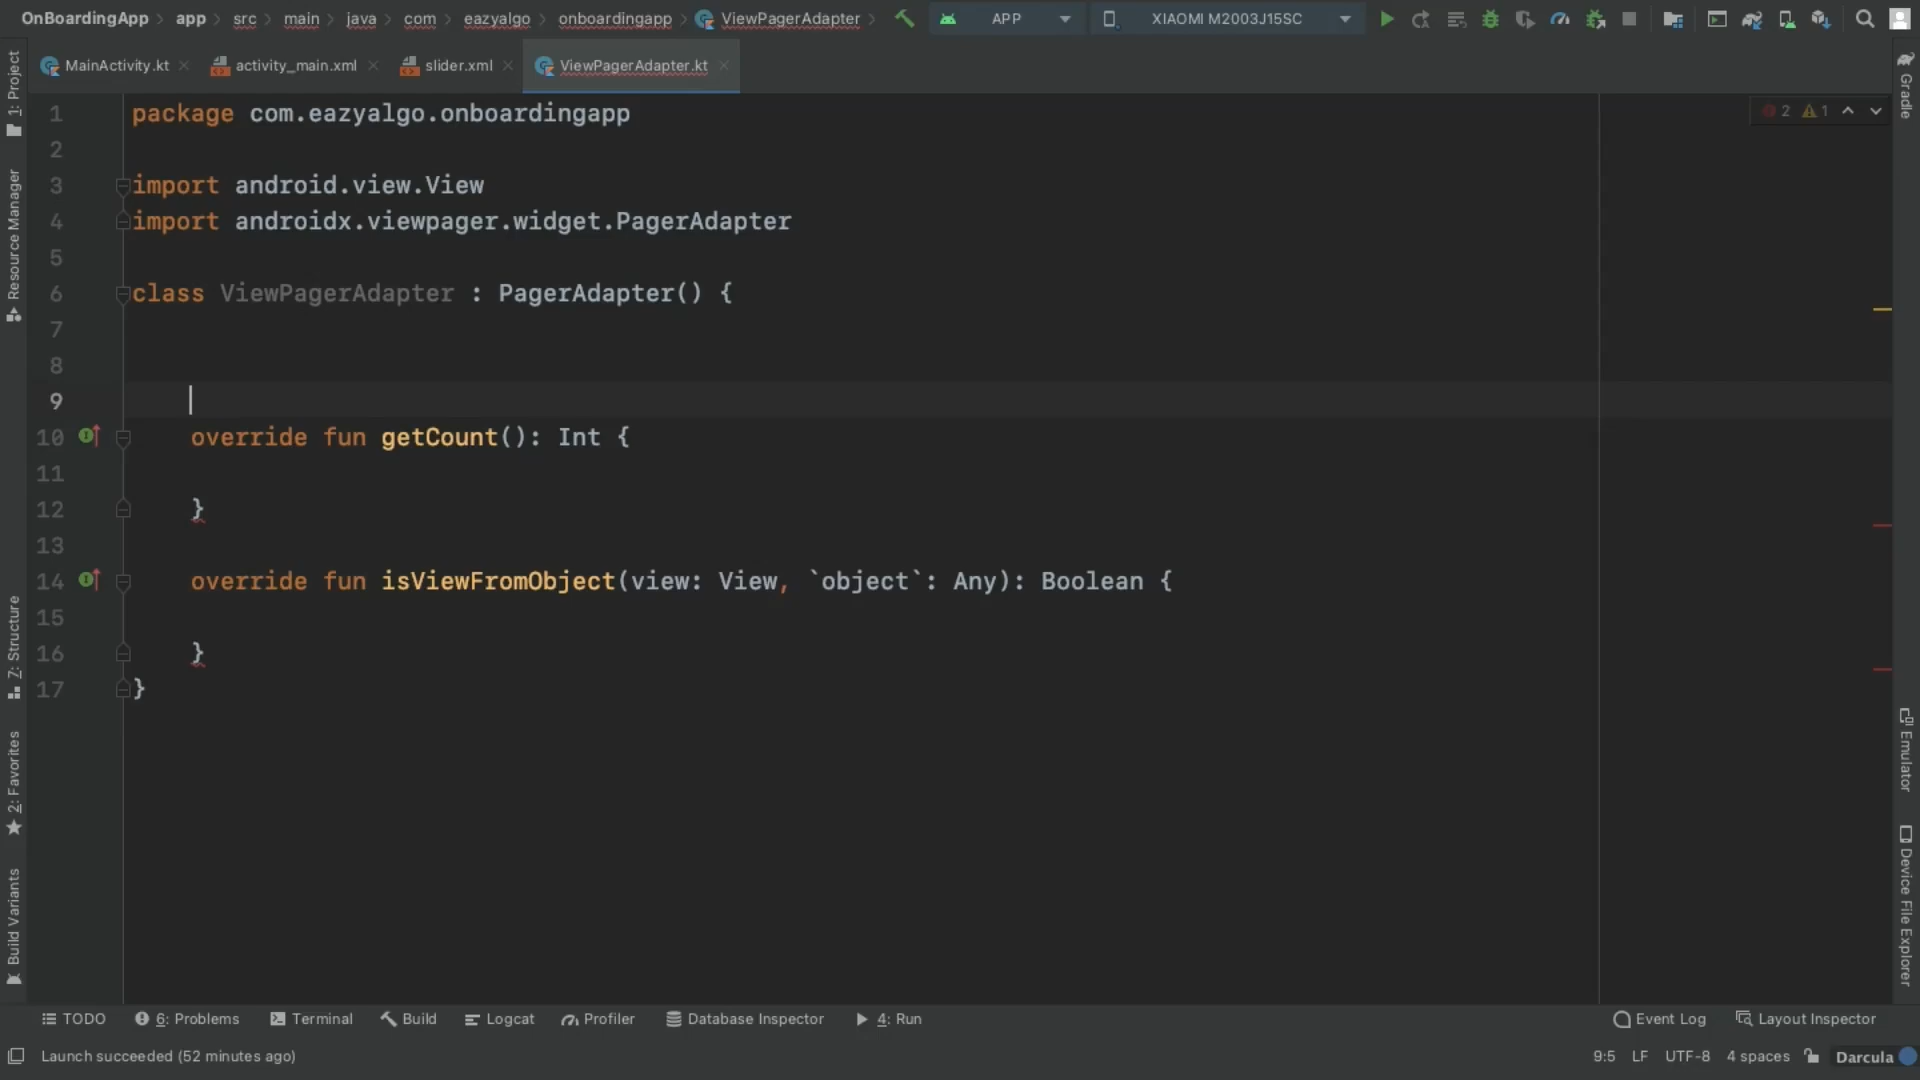 OnBoardingApp app src main java com eazyalgo onboardingapp ViewPagerAdapter APP XIAOMI M2003J15SC
MainActivity.kt activity_main.xml slider.xml ViewPagerAdapter.kt
1: Project
Resource Manager
Z: Structure
2: Favorites
Build Variants
1 package com.eazyalgo.onboardingapp
2
3 import android.view.View
4 import androidx.viewpager.widget.PagerAdapter
5
6 class ViewPagerAdapter : PagerAdapter() {
7
8
9
10 override fun getCount(): Int {
11
12 }
13
14 override fun isViewFromObject(view: View, `object`: Any): Boolean {
15
16 }
17 }
2 1
Gradle
Emulator
Device File Explorer
TODO 6: Problems Terminal Build Logcat Profiler Database Inspector 4: Run Event Log Layout Inspector
Launch succeeded (52 minutes ago) 9:5 LF UTF-8 4 spaces Darcula